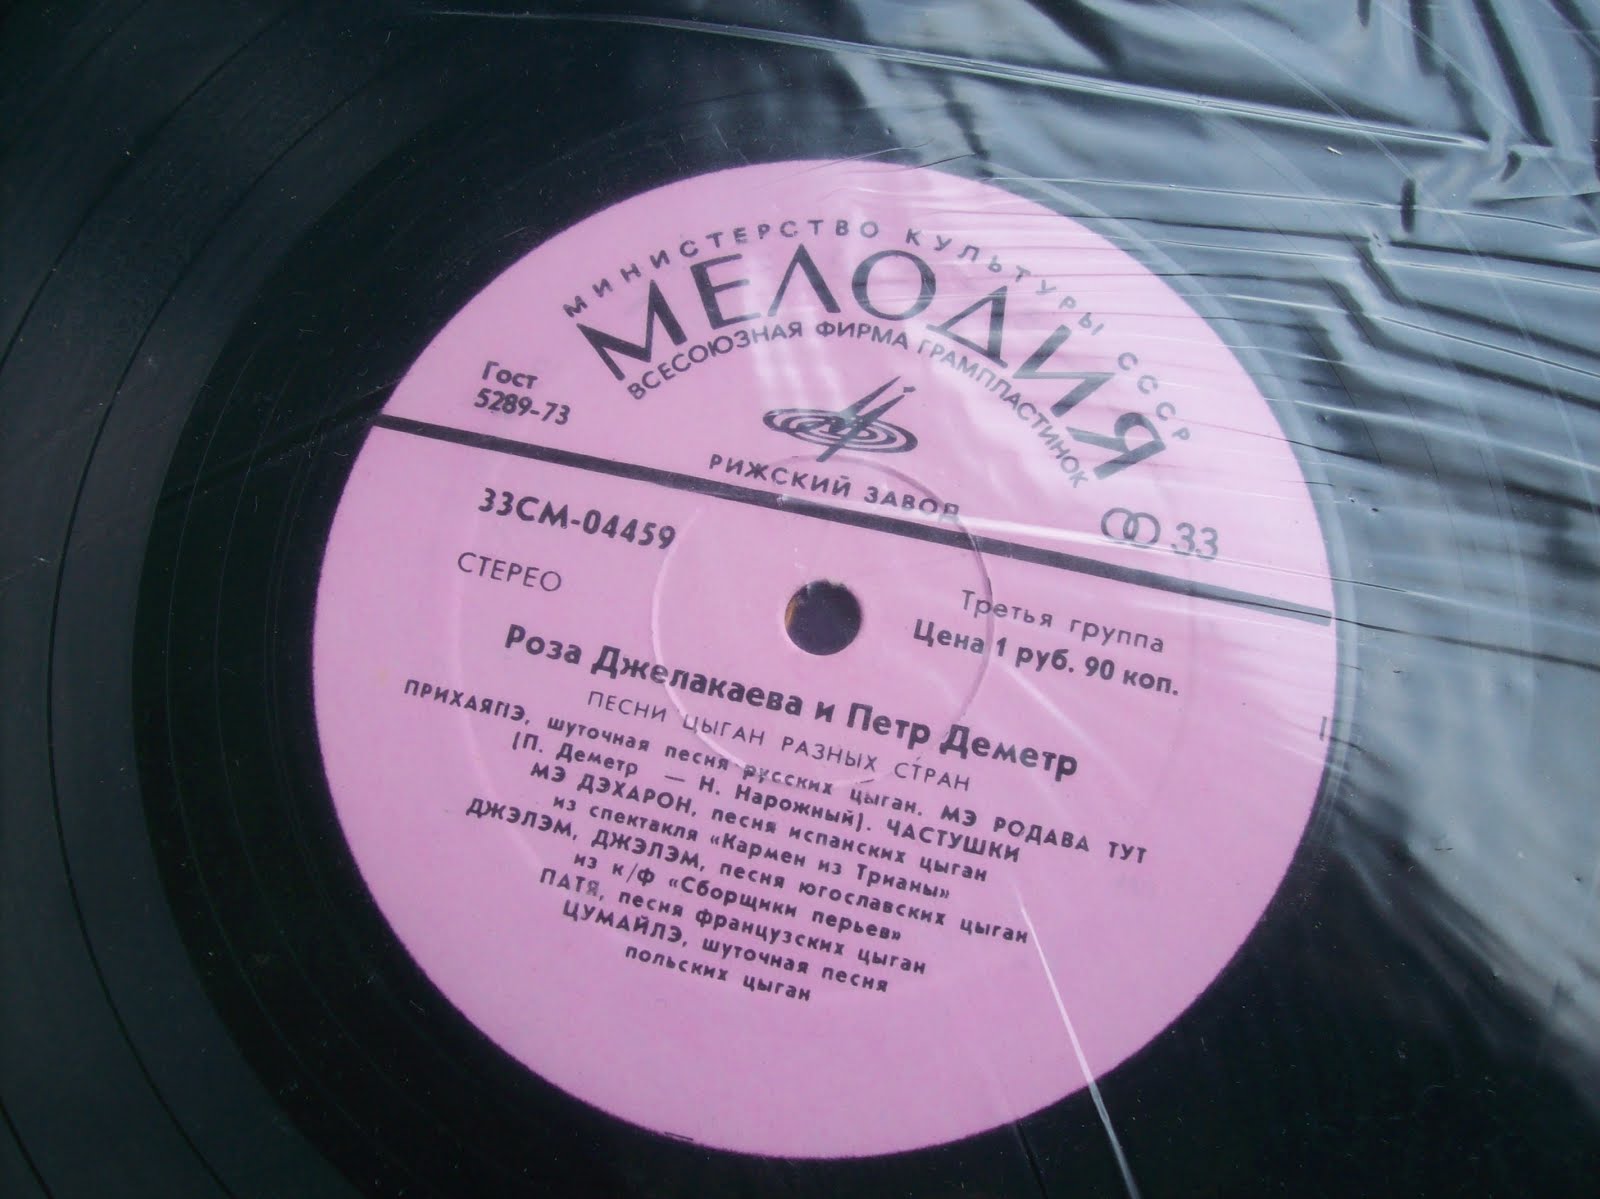 МИНИСТЕРСТВО КУЛЬТУРЫ СССР
МЕЛОДИЯ
ВСЕСОЮЗНАЯ ФИРМА ГРАМПЛАСТИНОК
Гост
5289-73
РИЖСКИЙ ЗАВОД
33
33СМ-04459
СТЕРЕО
Третья группа
Цена 1 руб. 90 коп.
Роза Джелакаева и Петр Деметр
ПЕСНИ ЦЫГАН РАЗНЫХ СТРАН
ПРИХАЯПЭ, шуточная песня русских цыган. МЭ РОДАВА ТУТ
(П. Деметр — Н. Нарожный). ЧАСТУШКИ
МЭ ДЭХАРОН, песня испанских цыган
из спектакля «Кармен из Трианы»
ДЖЭЛЭМ, ДЖЭЛЭМ, песня югославских цыган
из к/ф «Сборщики перьев»
ПАТЯ, песня французских цыган
ЦУМАЙЛЭ, шуточная песня
польских цыган